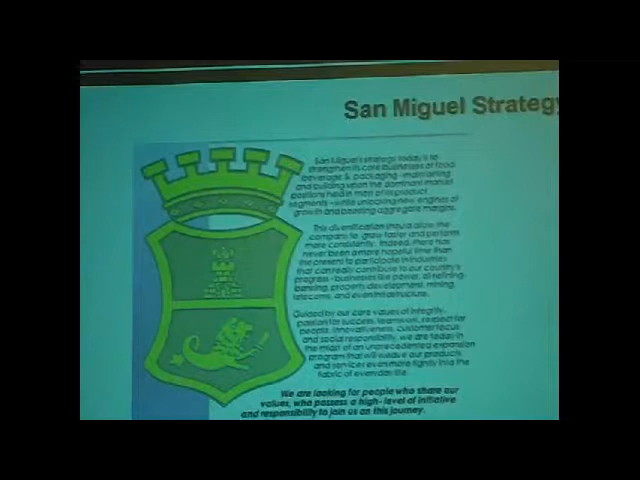 San Miguel Strategy
San Miguel's strategy today is to
strengthen its core businesses of food,
beverage & packaging - maintaining
and building upon the dominant market
positions held in most of its product
segments - while unlocking new engines of
growth and boosting aggregate margins.
This diversification should allow the
company to grow faster and perform
more consistently. Indeed, there has
never been a more hopeful time than
the present to participate in industries
that can really contribute to our country's
progress - businesses like power, oil refining,
banking, property development, mining,
telecoms, and even infrastructure.
Guided by our core values of integrity,
passion for success, teamwork, respect for
people, innovativeness, customer focus
and social responsibility, we are today in
the midst of an unprecedented expansion
program that will weave our products
and services even more tightly into the
fabric of everyday life.
We are looking for people who share our
values, who possess a high-level of initiative
and responsibility to join us on this journey.